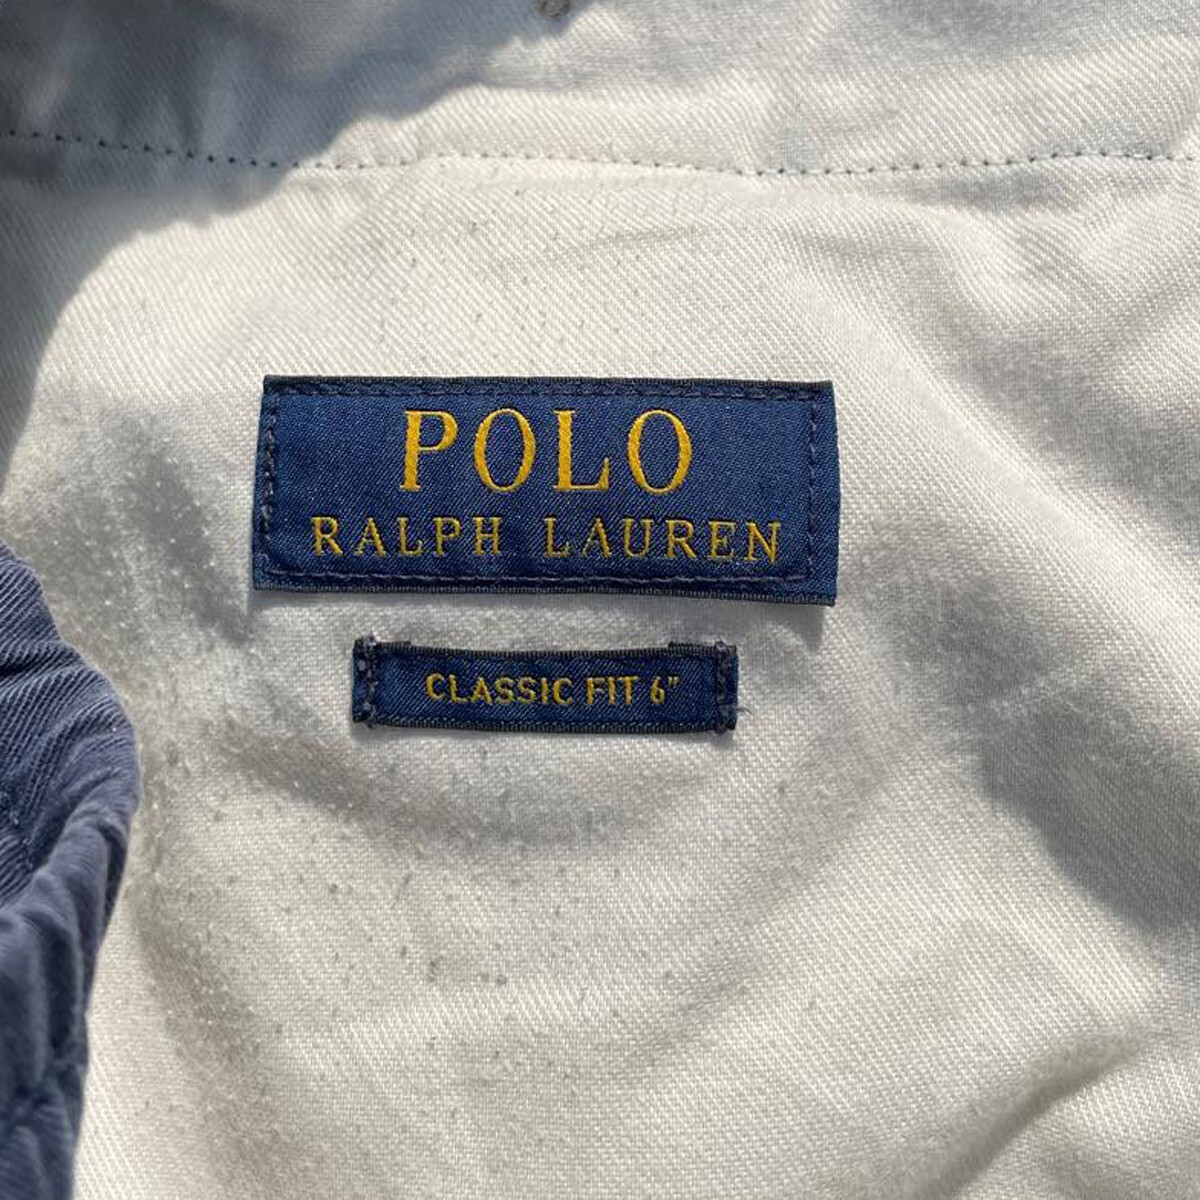 POLO
RALPH LAUREN
CLASSIC FIT 6"